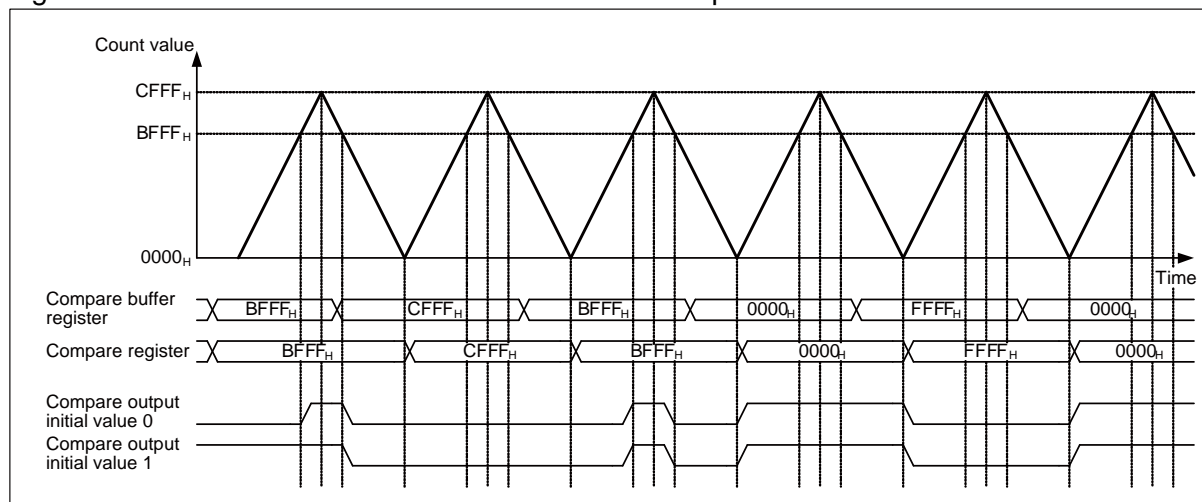 Count value
CFFFH
BFFFH
0000H
Time
Compare buffer
register
BFFFH CFFFH BFFFH 0000H FFFFH 0000H
Compare register
BFFFH CFFFH BFFFH 0000H FFFFH 0000H
Compare output
initial value 0
Compare output
initial value 1